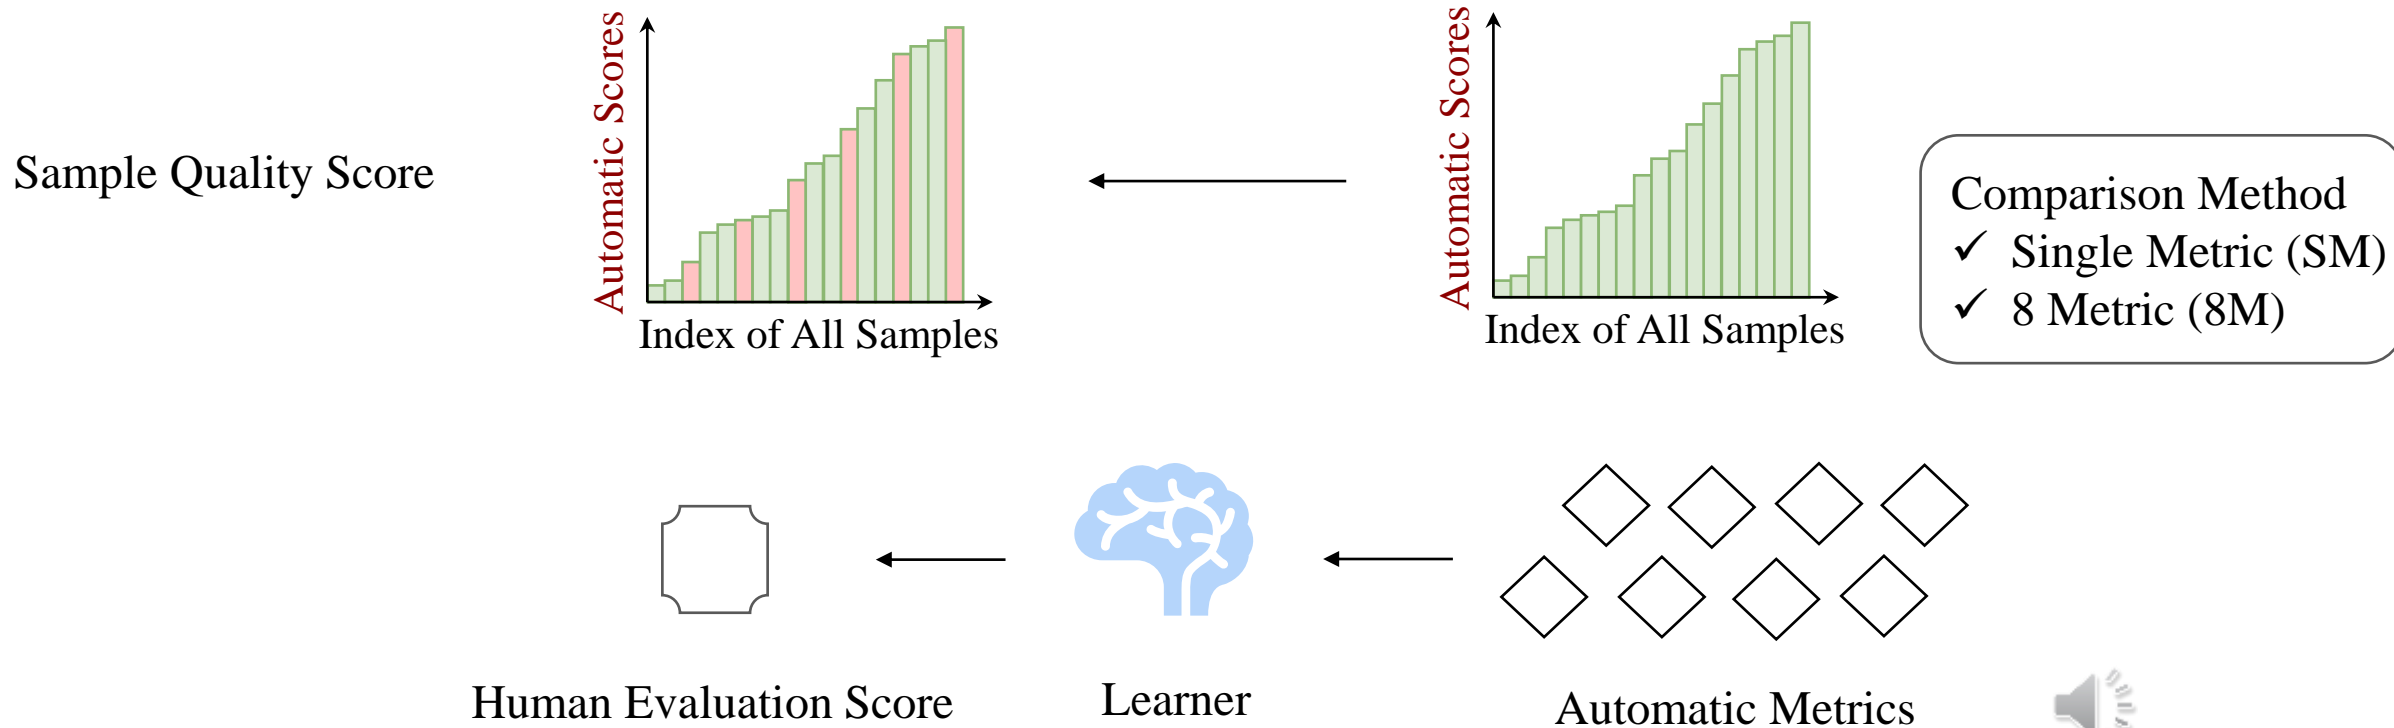 Sample Quality Score
Automatic Scores
Index of All Samples
Automatic Scores
Index of All Samples
Comparison Method
✓ Single Metric (SM)
✓ 8 Metric (8M)
Human Evaluation Score
Learner
Automatic Metrics